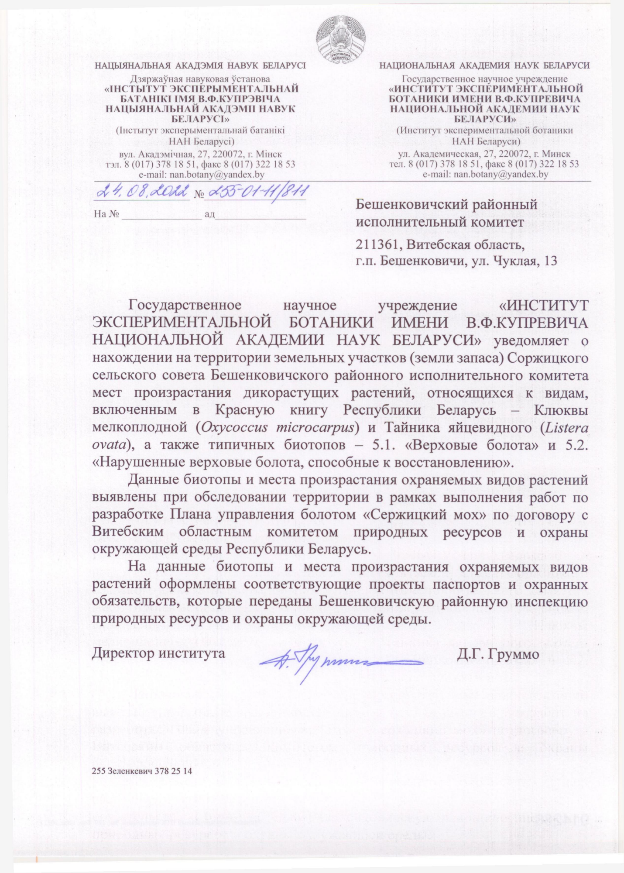 НАЦЫЯНАЛЬНАЯ АКАДЭМІЯ НАВУК БЕЛАРУСІ
Дзяржаўная навуковая ўстанова
«ІНСТЫТУТ ЭКСПЕРЫМЕНТАЛЬНАЙ
БАТАНІКІ ІМЯ В.Ф.КУПРЭВІЧА
НАЦЫЯНАЛЬНАЙ АКАДЭМІІ НАВУК
БЕЛАРУСІ»
(Інстытут эксперыментальнай батанікі
НАН Беларусі)
вул. Акадэмічная, 27, 220072, г. Мінск
тэл. 8 (017) 378 18 51, факс 8 (017) 322 18 53
e-mail: nan.botany@yandex.by
24.08.2022 № 255-01-11/811
На № ______________ ад______________
НАЦИОНАЛЬНАЯ АКАДЕМИЯ НАУК БЕЛАРУСИ
Государственное научное учреждение
«ИНСТИТУТ ЭКСПЕРИМЕНТАЛЬНОЙ
БОТАНИКИ ИМЕНИ В.Ф.КУПРЕВИЧА
НАЦИОНАЛЬНОЙ АКАДЕМИИ НАУК
БЕЛАРУСИ»
(Институт экспериментальной ботаники
НАН Беларуси)
ул. Академическая, 27, 220072, г. Минск
тел. 8 (017) 378 18 51, факс 8 (017) 322 18 53
e-mail: nan.botany@yandex.by
Бешенковичский районный
исполнительный комитет
211361, Витебская область,
г.п. Бешенковичи, ул. Чуклая, 13
Государственное научное учреждение «ИНСТИТУТ
ЭКСПЕРИМЕНТАЛЬНОЙ БОТАНИКИ ИМЕНИ В.Ф.КУПРЕВИЧА
НАЦИОНАЛЬНОЙ АКАДЕМИИ НАУК БЕЛАРУСИ» уведомляет о
нахождении на территории земельных участков (земли запаса) Соржицкого
сельского совета Бешенковичского районного исполнительного комитета
мест произрастания дикорастущих растений, относящихся к видам,
включенным в Красную книгу Республики Беларусь – Клюквы
мелкоплодной (Oxycoccus microcarpus) и Тайника яйцевидного (Listera
ovata), а также типичных биотопов – 5.1. «Верховые болота» и 5.2.
«Нарушенные верховые болота, способные к восстановлению».
Данные биотопы и места произрастания охраняемых видов растений
выявлены при обследовании территории в рамках выполнения работ по
разработке Плана управления болотом «Сержицкий мох» по договору с
Витебским областным комитетом природных ресурсов и охраны
окружающей среды Республики Беларусь.
На данные биотопы и места произрастания охраняемых видов
растений оформлены соответствующие проекты паспортов и охранных
обязательств, которые переданы Бешенковичскую районную инспекцию
природных ресурсов и охраны окружающей среды.
Директор института Д.Г. Груммо
255 Зеленкевич 378 25 14